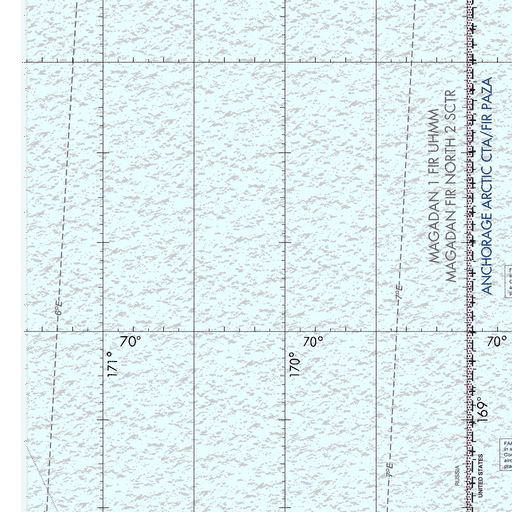 MAGADAN 1 FIR UHMM
MAGADAN FIR NORTH 2 SCTR
ANCHORAGE ARCTIC CTA/FIR PAZA
6°E
7°E
70°
70°
70°
171°
170°
169°
7°E
RUSSIA
UNITED STATES